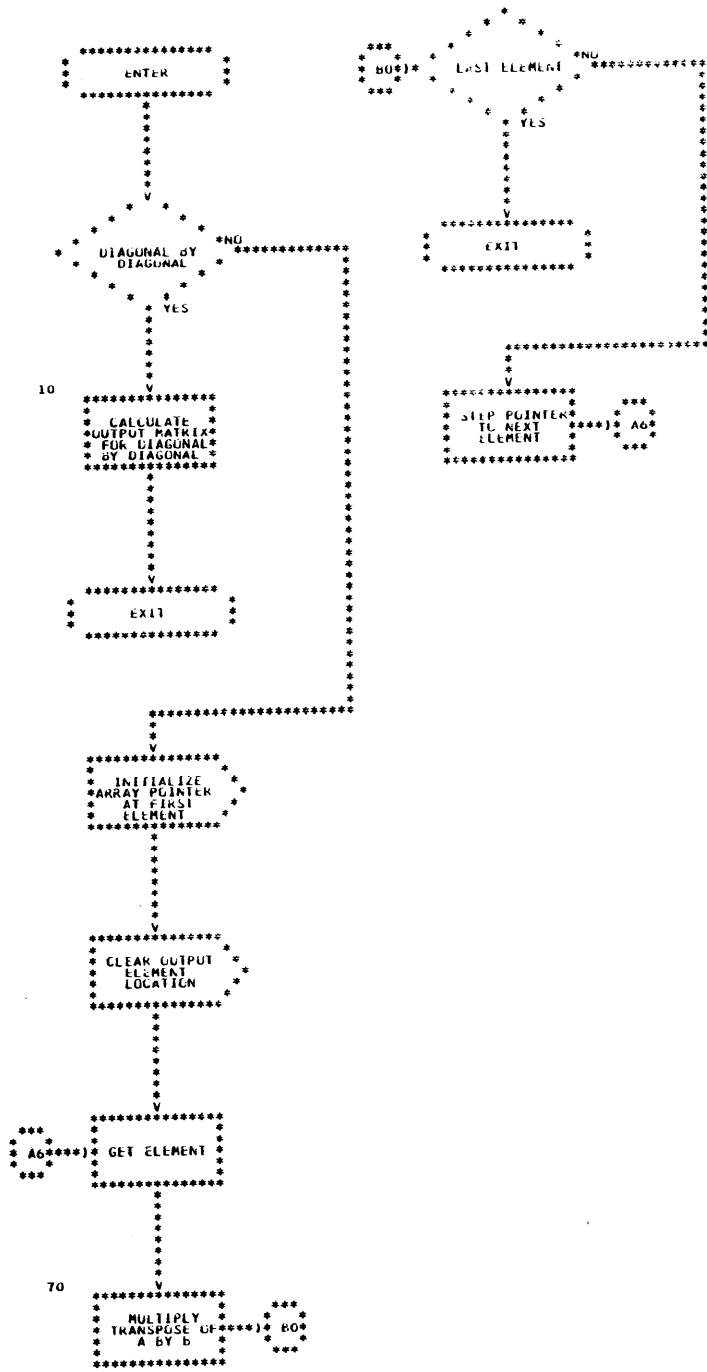 ENTER
DIAGONAL BY
DIAGONAL
NO
YES
10
CALCULATE
OUTPUT MATRIX
FOR DIAGONAL
BY DIAGONAL
EXIT
INITIALIZE
ARRAY POINTER
AT FIRST
ELEMENT
CLEAR OUTPUT
ELEMENT
LOCATION
A6
GET ELEMENT
70
MULTIPLY
TRANSPOSE OF
A BY B
B0
B0
LAST ELEMENT
NO
YES
EXIT
STEP POINTER
TO NEXT
ELEMENT
A6